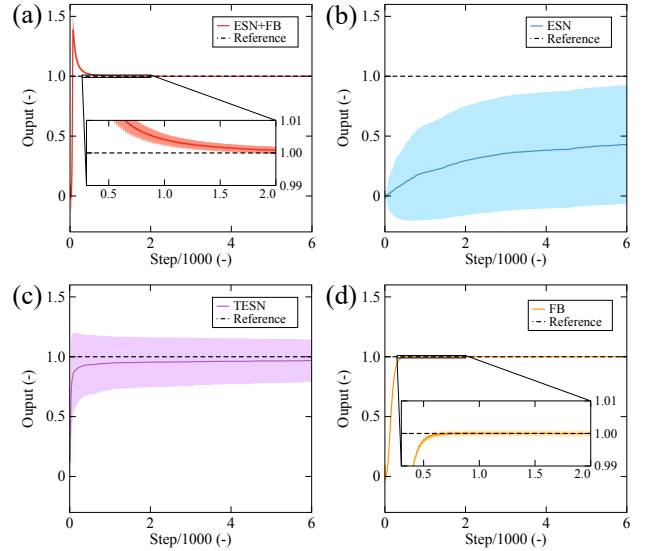 (a)
1.5
1.0
0.5
0
Ouput (-)
ESN+FB
Reference
1.01
1.00
0.99
0.5 1.0 1.5 2.0
0 2 4 6
Step/1000 (-)
(b)
1.5
1.0
0.5
0
Ouput (-)
ESN
Reference
0 2 4 6
Step/1000 (-)
(c)
1.5
1.0
0.5
0
Ouput (-)
TESN
Reference
0 2 4 6
Step/1000 (-)
(d)
1.5
1.0
0.5
0
Ouput (-)
FB
Reference
1.01
1.00
0.99
0.5 1.0 1.5 2.0
0 2 4 6
Step/1000 (-)